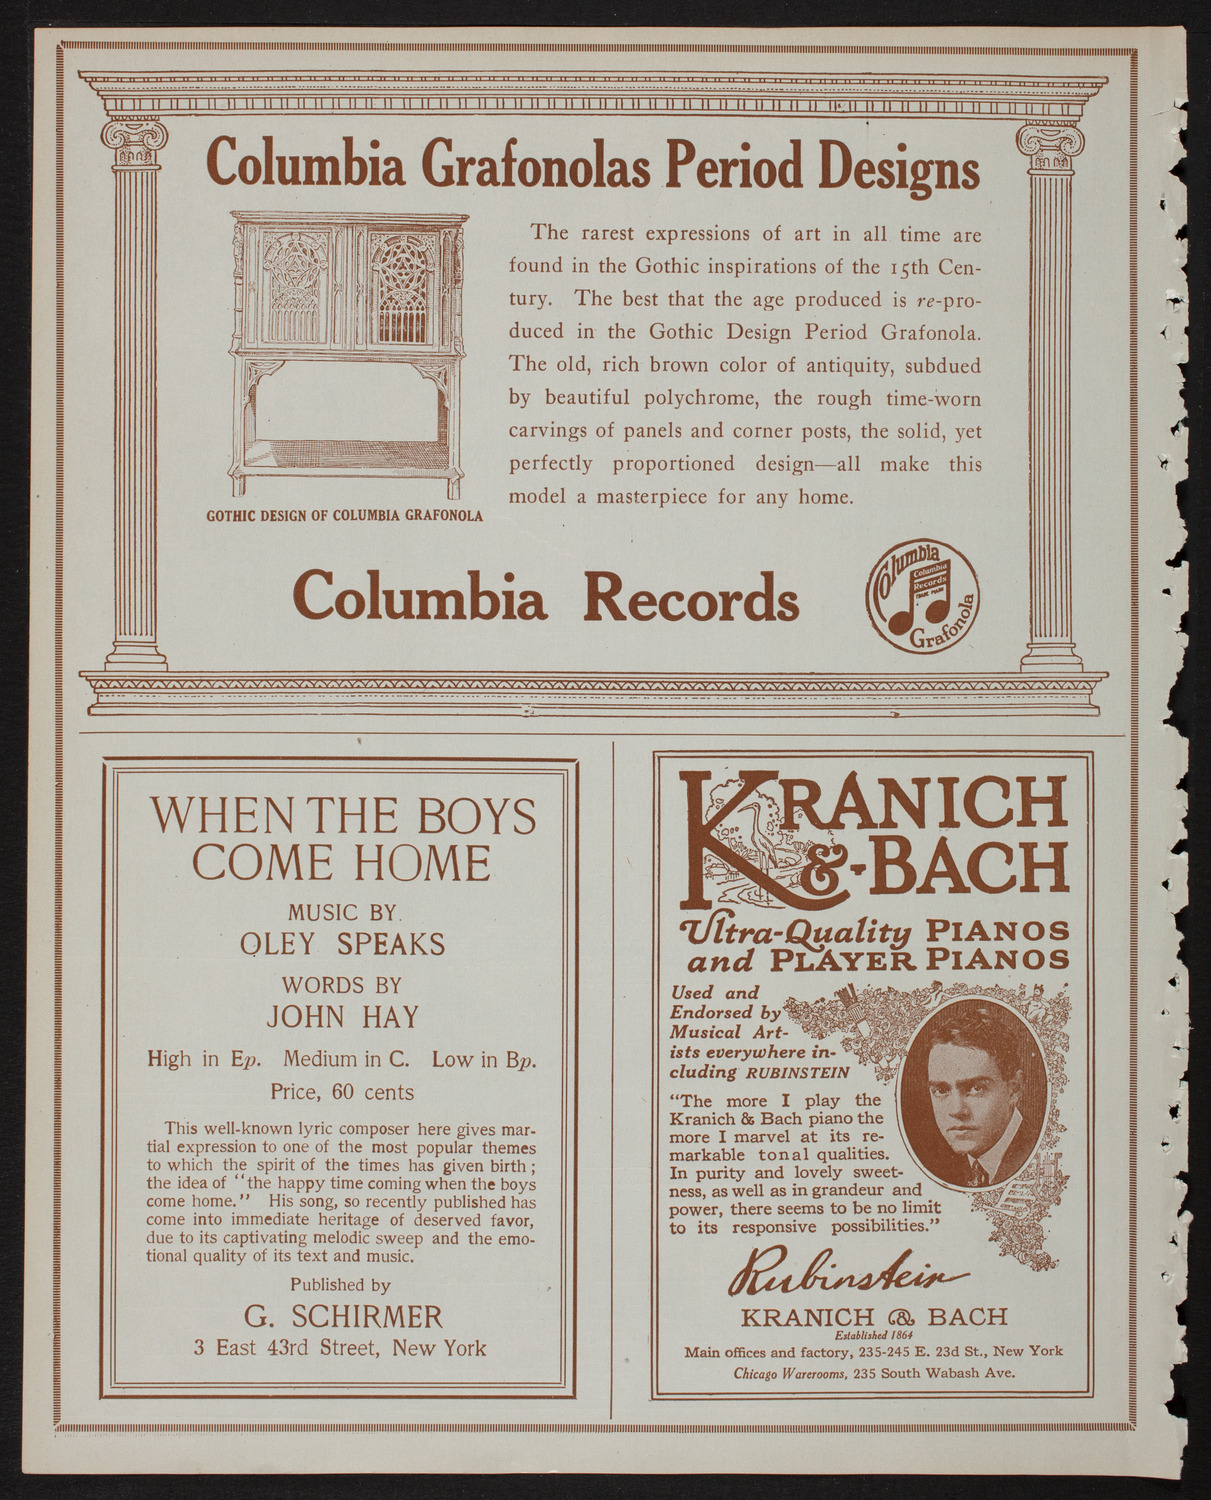 Columbia Grafonolas Period Designs
The rarest expressions of art in all time are
found in the Gothic inspirations of the 15th Cen-
tury. The best that the age produced is re-pro-
duced in the Gothic Design Period Grafonola.
The old, rich brown color of antiquity, subdued
by beautiful polychrome, the rough time-worn
carvings of panels and corner posts, the solid, yet
perfectly proportioned design—all make this
model a masterpiece for any home.
GOTHIC DESIGN OF COLUMBIA GRAFONOLA
Columbia Records
Columbia
Columbia
Records
TRADE MARK
Grafonola
WHEN THE BOYS
COME HOME
MUSIC BY
OLEY SPEAKS
WORDS BY
JOHN HAY
High in Ep. Medium in C. Low in Bp.
Price, 60 cents
This well-known lyric composer here gives mar-
tial expression to one of the most popular themes
to which the spirit of the times has given birth;
the idea of "the happy time coming when the boys
come home." His song, so recently published has
come into immediate heritage of deserved favor,
due to its captivating melodic sweep and the emo-
tional quality of its text and music.
Published by
G. SCHIRMER
3 East 43rd Street, New York
KRANICH
&-BACH
Ultra-Quality PIANOS
and PLAYER PIANOS
Used and
Endorsed by
Musical Art-
ists everywhere in-
cluding RUBINSTEIN
"The more I play the
Kranich & Bach piano the
more I marvel at its re-
markable tonal qualities.
In purity and lovely sweet-
ness, as well as in grandeur and
power, there seems to be no limit
to its responsive possibilities."
Rubinstein
KRANICH & BACH
Established 1864
Main offices and factory, 235-245 E. 23d St., New York
Chicago Warerooms, 235 South Wabash Ave.